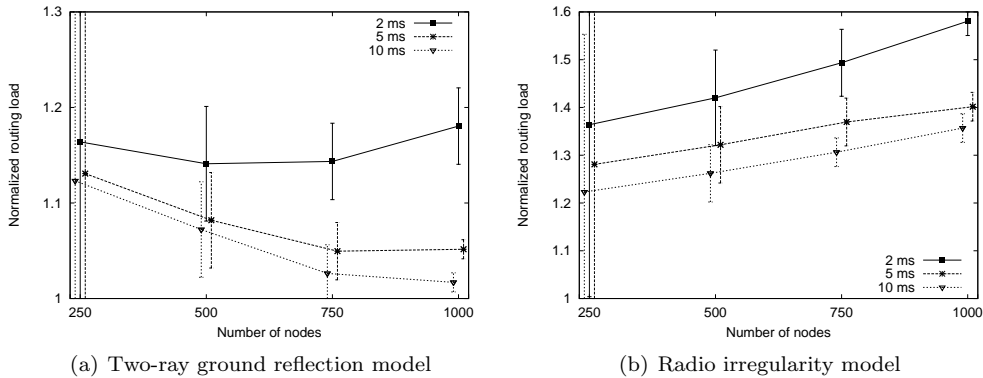 1.3
1.2
1.1
1
Normalized routing load
250
500
750
1000
Number of nodes
2 ms
5 ms
10 ms
(a) Two-ray ground reflection model
1.6
1.5
1.4
1.3
1.2
1.1
1
Normalized routing load
250
500
750
1000
Number of nodes
2 ms
5 ms
10 ms
(b) Radio irregularity model